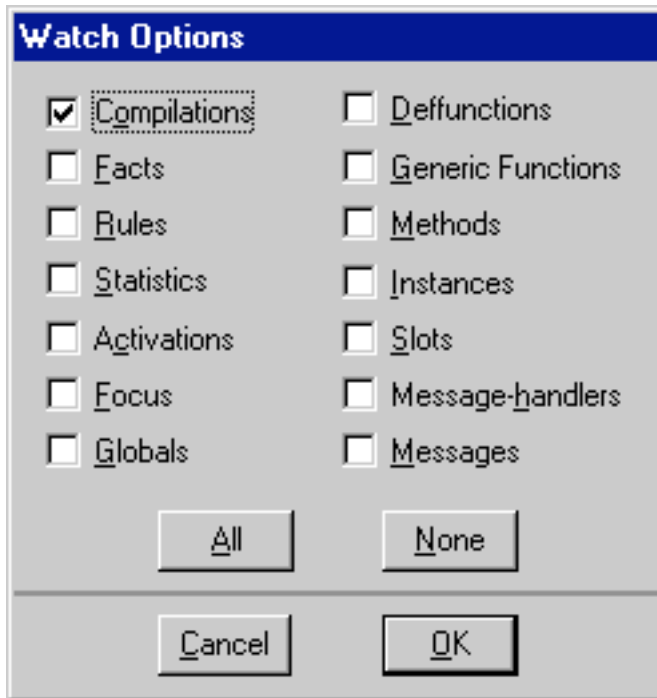 Watch Options
Compilations
Deffunctions
Facts
Generic Functions
Rules
Methods
Statistics
Instances
Activations
Slots
Focus
Message-handlers
Globals
Messages
All
None
Cancel
OK